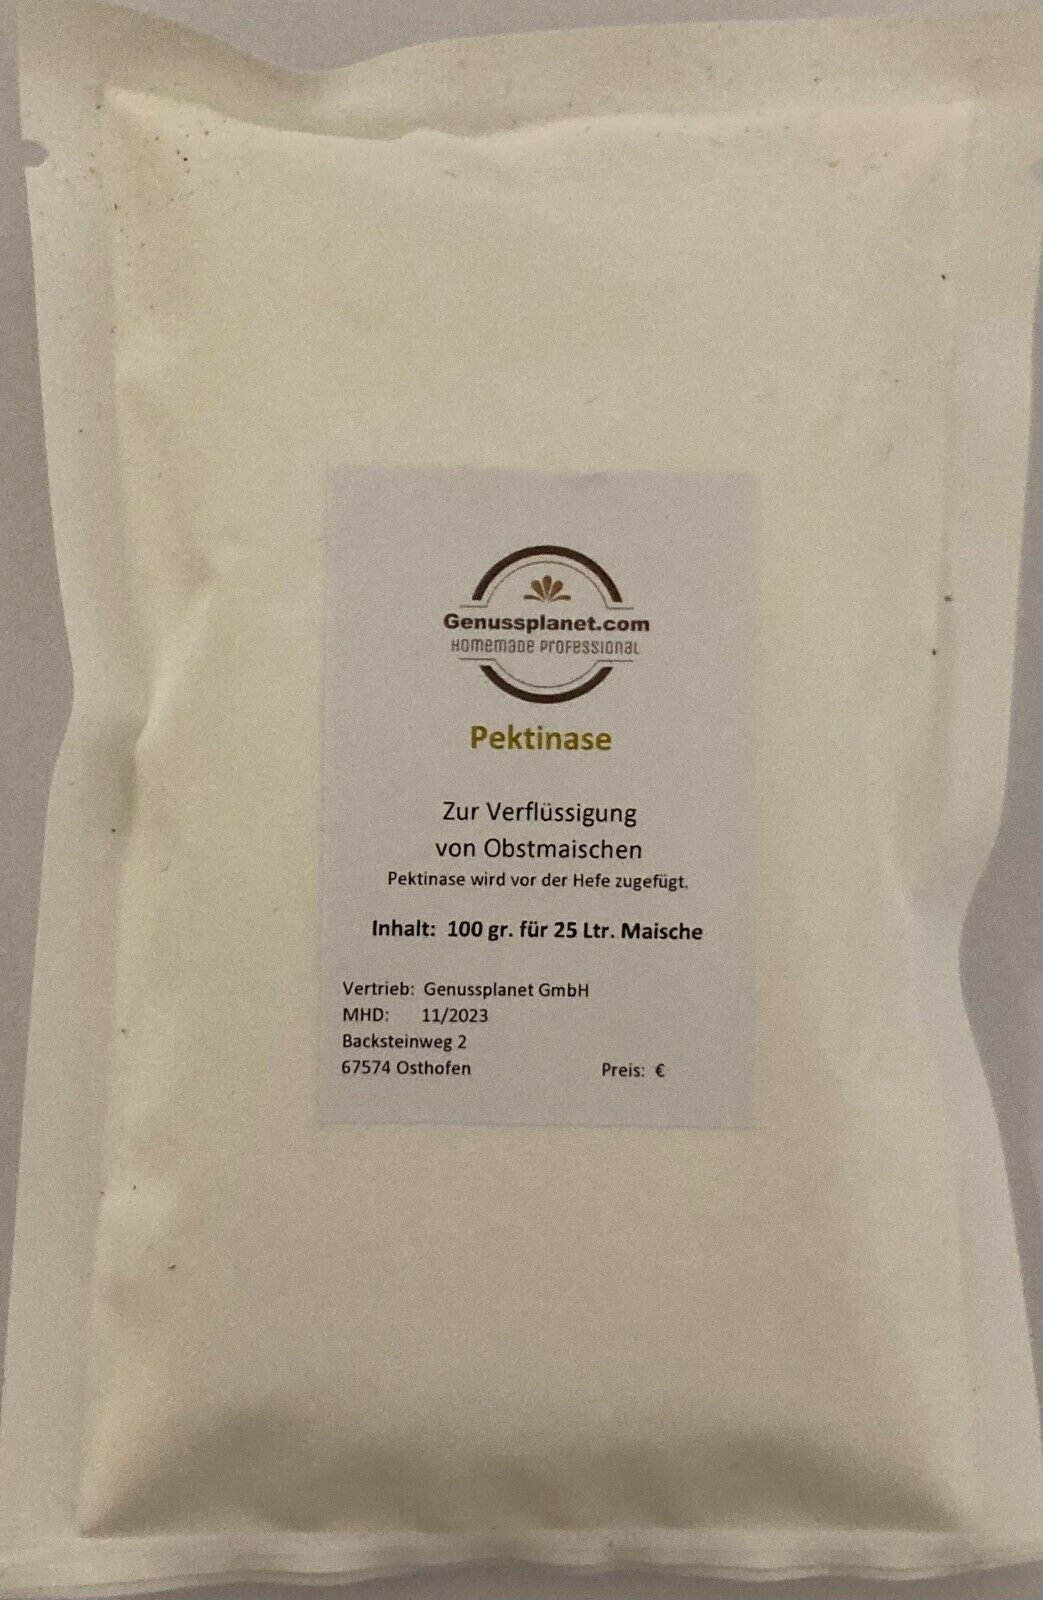 Genussplanet.com
Homemade Professional
Pektinase
Zur Verflüssigung
von Obstmaischen
Pektinase wird vor der Hefe zugefügt.
Inhalt: 100 gr. für 25 Ltr. Maische
Vertrieb: Genussplanet GmbH
MHD: 11/2023
Backsteinweg 2
67574 Osthofen Preis: €